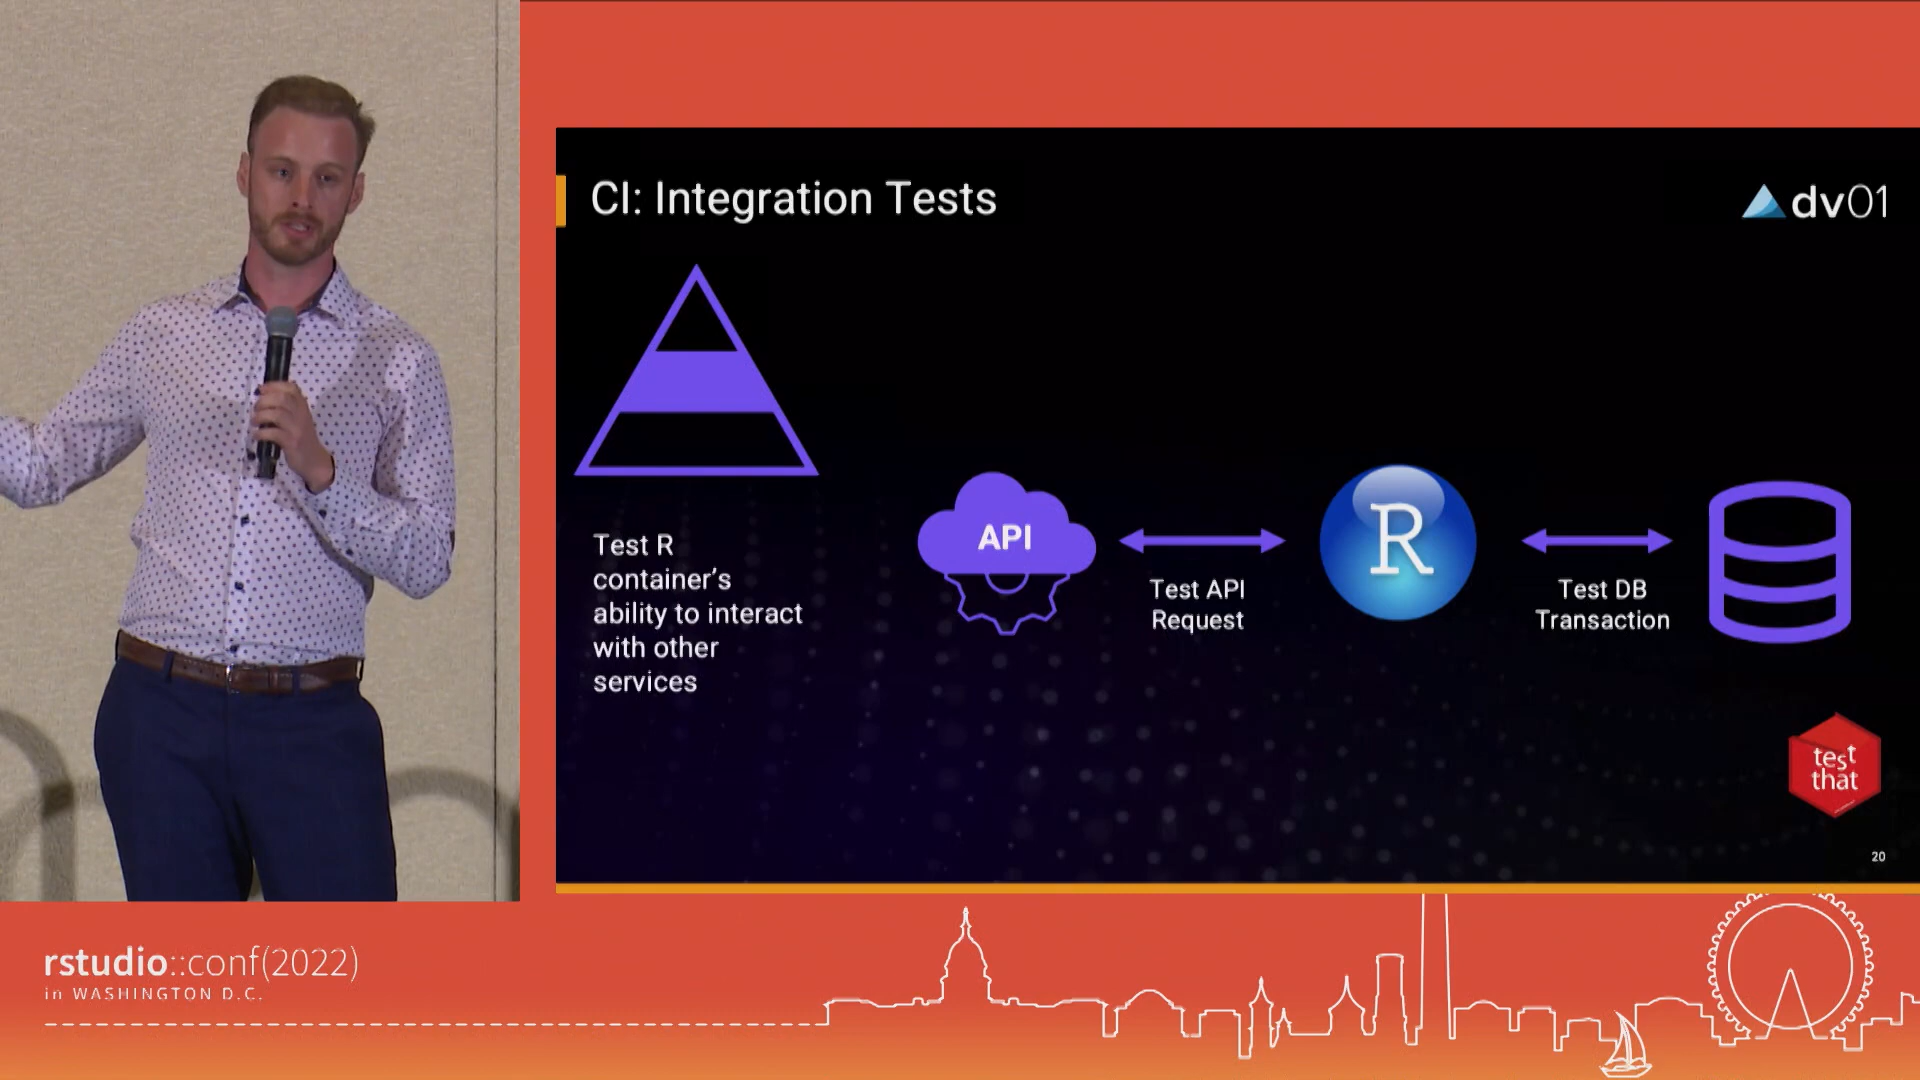 CI: Integration Tests
dv01
Test R
container's
ability to interact
with other
services
API
Test API
Request
R
Test DB
Transaction
test
that
20
rstudio::conf(2022)
in WASHINGTON D.C.